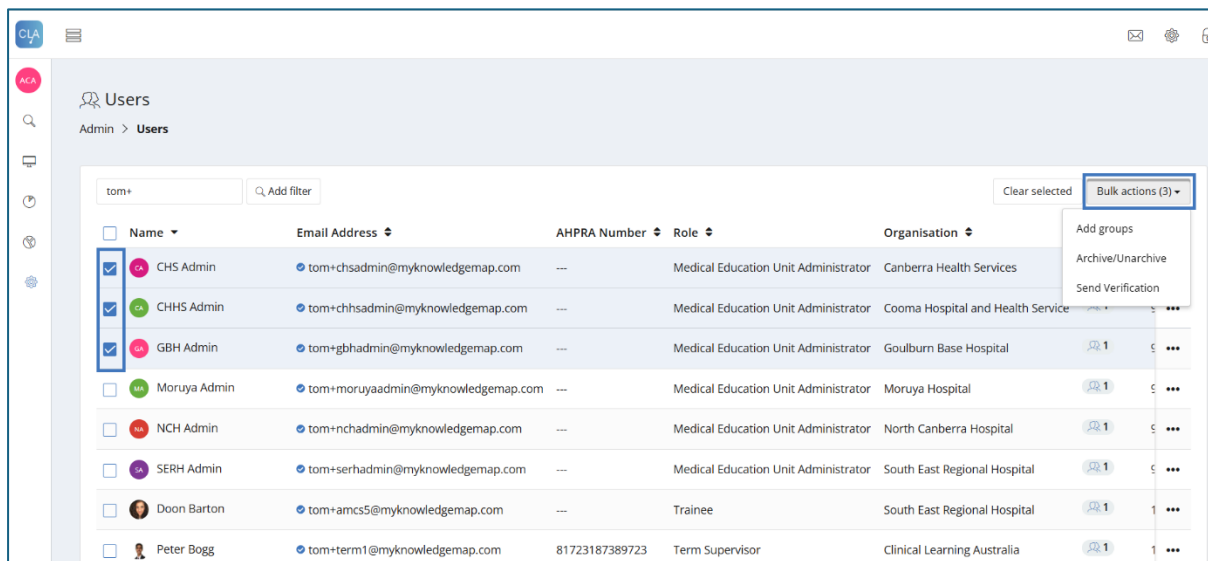 CLA
ACA
Users
Admin > Users
tom+ Add filter Clear selected Bulk actions (3)
Add groups
Archive/Unarchive
Send Verification
Name Email Address AHPRA Number Role Organisation
CA CHS Admin tom+chsadmin@myknowledgemap.com --- Medical Education Unit Administrator Canberra Health Services
CA CHHS Admin tom+chhsadmin@myknowledgemap.com --- Medical Education Unit Administrator Cooma Hospital and Health Service
GA GBH Admin tom+gbhadmin@myknowledgemap.com --- Medical Education Unit Administrator Goulburn Base Hospital 1
MA Moruya Admin tom+moruyaadmin@myknowledgemap.com --- Medical Education Unit Administrator Moruya Hospital 1
NA NCH Admin tom+nchadmin@myknowledgemap.com --- Medical Education Unit Administrator North Canberra Hospital 1
SA SERH Admin tom+serhadmin@myknowledgemap.com --- Medical Education Unit Administrator South East Regional Hospital 1
Doon Barton tom+amcs5@myknowledgemap.com --- Trainee South East Regional Hospital 1 1
Peter Bogg tom+term1@myknowledgemap.com 81723187389723 Term Supervisor Clinical Learning Australia 1 1